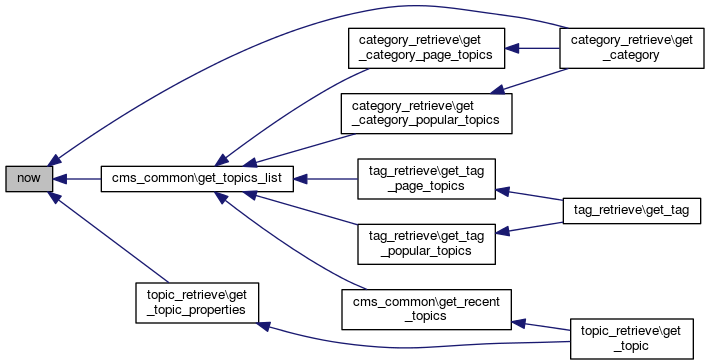 category_retrieve\get
_category_page_topics
category_retrieve\get
_category
category_retrieve\get
_category_popular_topics
now
cms_common\get_topics_list
tag_retrieve\get_tag
_page_topics
tag_retrieve\get_tag
tag_retrieve\get_tag
_popular_topics
topic_retrieve\get
_topic_properties
cms_common\get_recent
_topics
topic_retrieve\get
_topic